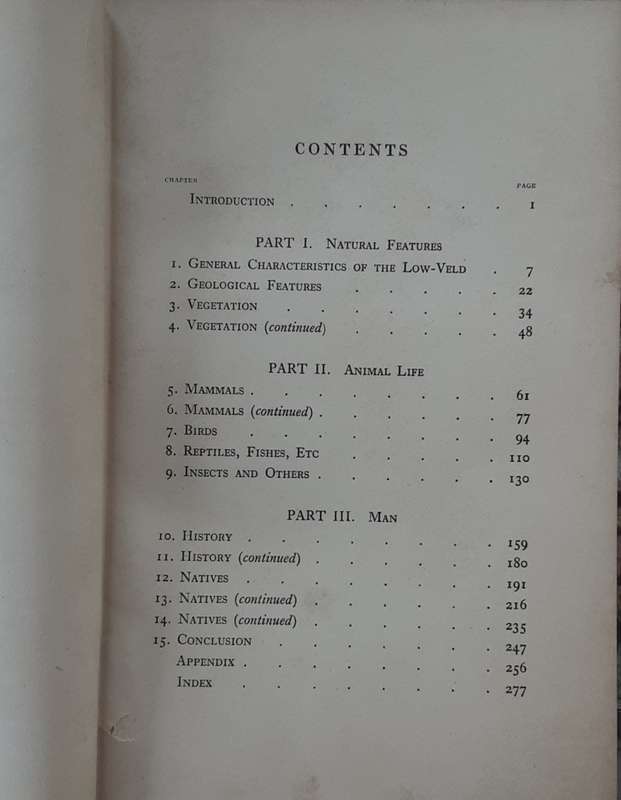 CONTENTS
CHAPTER PAGE
INTRODUCTION . . . . . . . 1
PART I. NATURAL FEATURES
1. GENERAL CHARACTERISTICS OF THE LOW-VELD . 7
2. GEOLOGICAL FEATURES . . . . . 22
3. VEGETATION . . . . . . . 34
4. VEGETATION (continued) . . . . . 48
PART II. ANIMAL LIFE
5. MAMMALS . . . . . . . . 61
6. MAMMALS (continued) . . . . . . 77
7. BIRDS . . . . . . . . 94
8. REPTILES, FISHES, ETC . . . . . 110
9. INSECTS AND OTHERS . . . . . . 130
PART III. MAN
10. HISTORY . . . . . . . . 159
11. HISTORY (continued) . . . . . . 180
12. NATIVES . . . . . . . . 191
13. NATIVES (continued) . . . . . . 216
14. NATIVES (continued) . . . . . . 235
15. CONCLUSION . . . . . . . 247
APPENDIX . . . . . . . . 256
INDEX . . . . . . . . 277